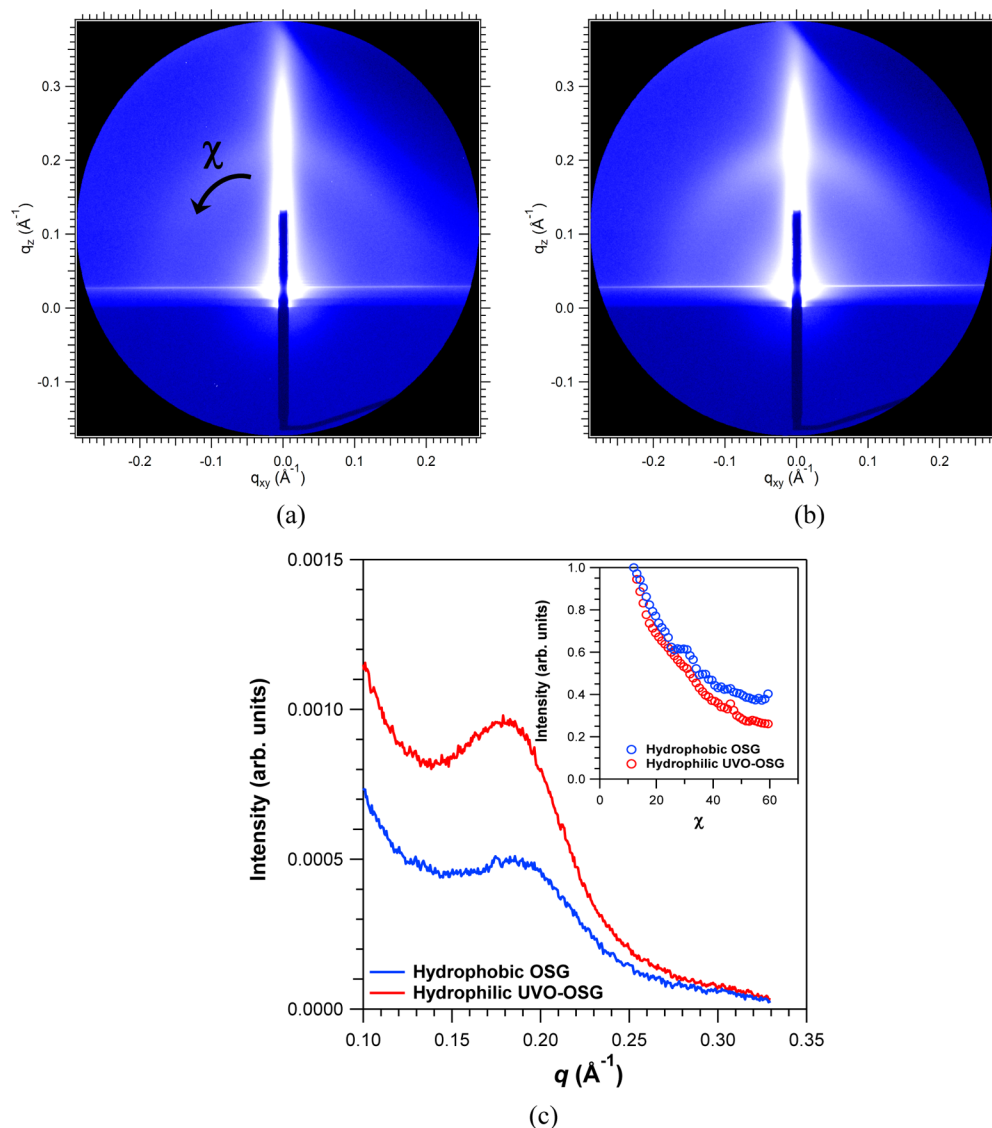 0.3
0.2
0.1
0.0
-0.1
q_z (Å⁻¹)
χ
-0.2 -0.1 0.0 0.1 0.2
q_xy (Å⁻¹)
(a)
0.3
0.2
0.1
0.0
-0.1
q_z (Å⁻¹)
-0.2 -0.1 0.0 0.1 0.2
q_xy (Å⁻¹)
(b)
0.0015
0.0010
0.0005
0.0000
Intensity (arb. units)
Hydrophobic OSG
Hydrophilic UVO-OSG
0.10 0.15 0.20 0.25 0.30 0.35
q (Å⁻¹)
1.0
0.8
0.6
0.4
0.2
0.0
Intensity (arb. units)
Hydrophobic OSG
Hydrophilic UVO-OSG
0 20 40 60
χ
(c)